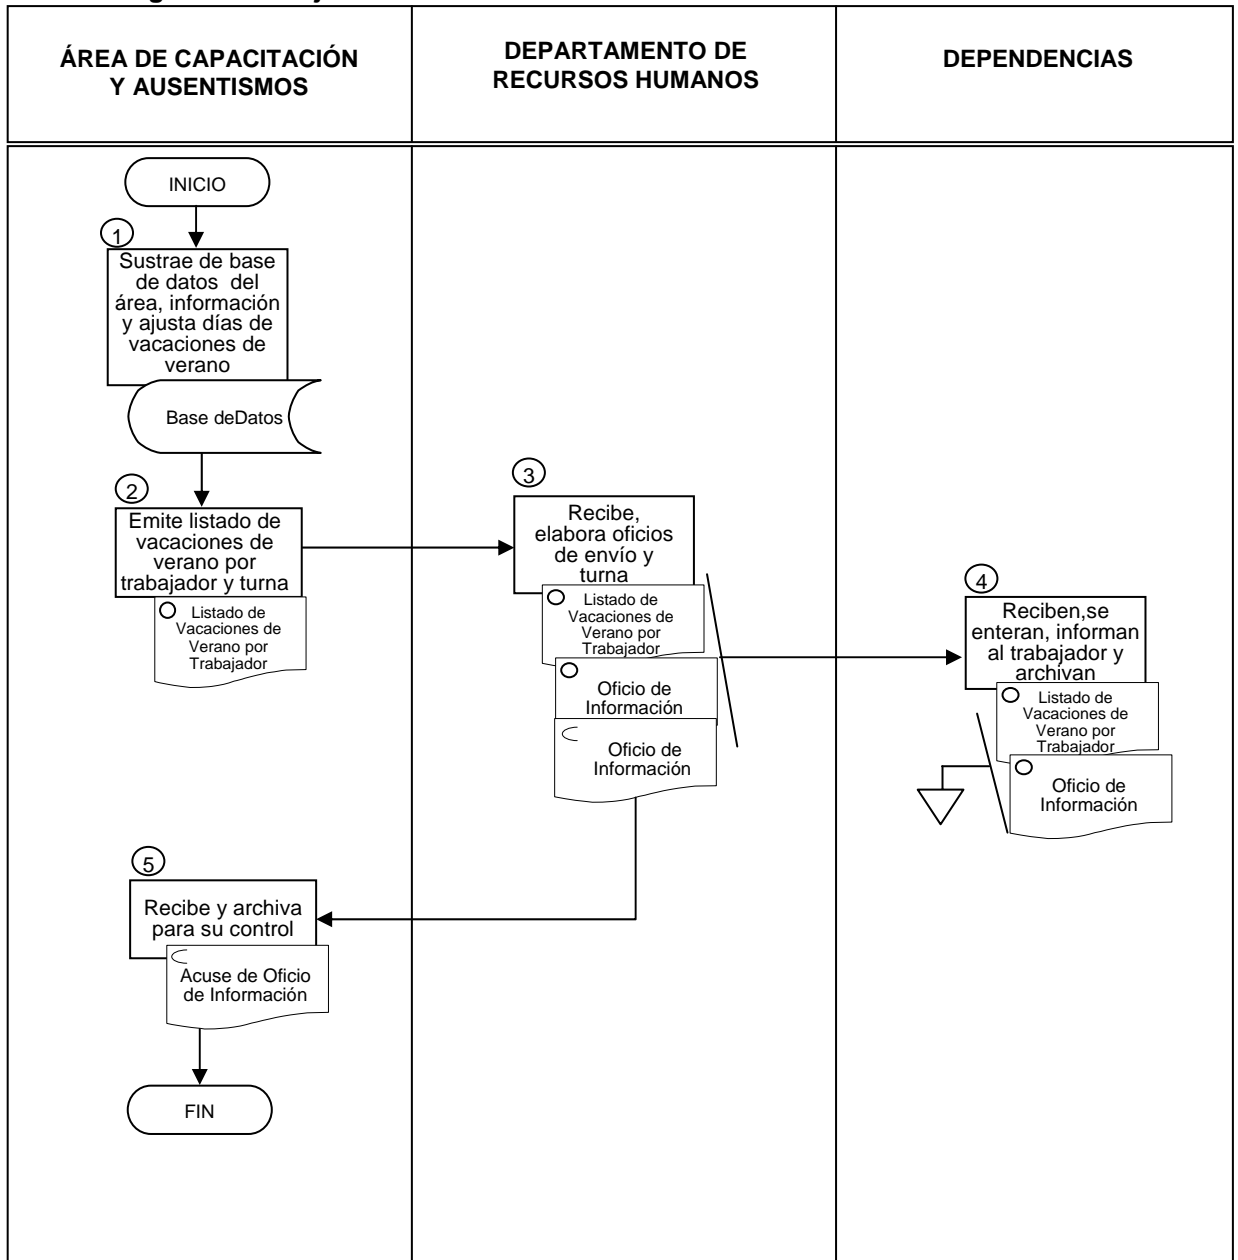 ÁREA DE CAPACITACIÓN
Y AUSENTISMOS
DEPARTAMENTO DE
RECURSOS HUMANOS
DEPENDENCIAS
INICIO
1
Sustrae de base
de datos del
área, información
y ajusta días de
vacaciones de
verano
Base deDatos
2
Emite listado de
vacaciones de
verano por
trabajador y turna
Listado de
Vacaciones de
Verano por
Trabajador
3
Recibe,
elabora oficios
de envío y
turna
Listado de
Vacaciones de
Verano por
Trabajador
Oficio de
Información
Oficio de
Información
4
Reciben,se
enteran, informan
al trabajador y
archivan
Listado de
Vacaciones de
Verano por
Trabajador
Oficio de
Información
5
Recibe y archiva
para su control
Acuse de Oficio
de Información
FIN